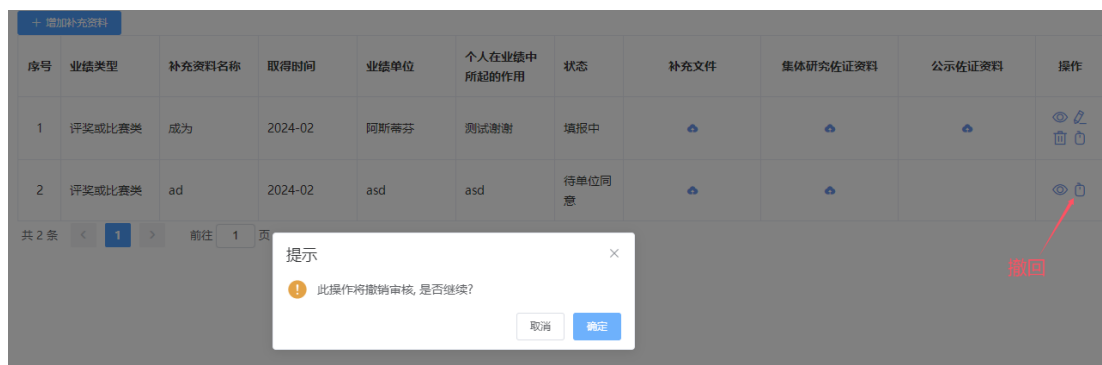 + 增加补充资料
序号 业绩类型 补充资料名称 取得时间 业绩单位 个人在业绩中所起的作用 状态 补充文件 集体研究佐证资料 公示佐证资料 操作
1 评奖或比赛类 成为 2024-02 阿斯蒂芬 测试谢谢 填报中
2 评奖或比赛类 ad 2024-02 asd asd 待单位同意
共 2 条 < 1 > 前往 1 页
撤回
提示
此操作将撤销审核, 是否继续?
取消 确定